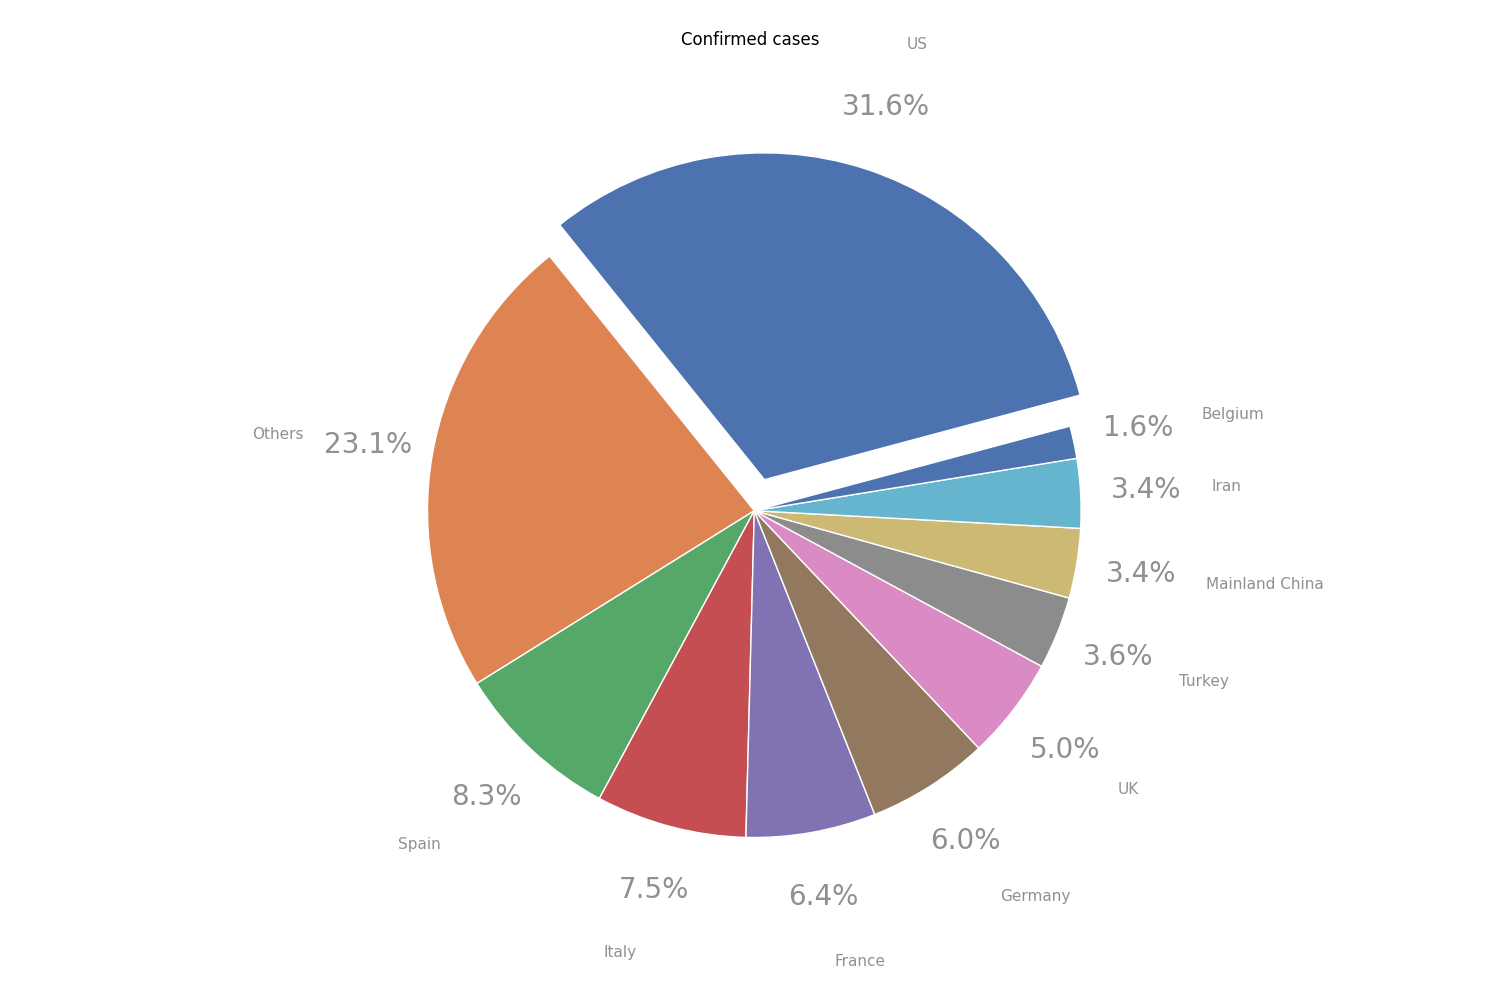 Confirmed cases
US
31.6%
Belgium
1.6%
Others
23.1%
Iran
3.4%
Mainland China
3.4%
Turkey
3.6%
UK
5.0%
Spain
8.3%
Germany
6.0%
Italy
7.5%
France
6.4%